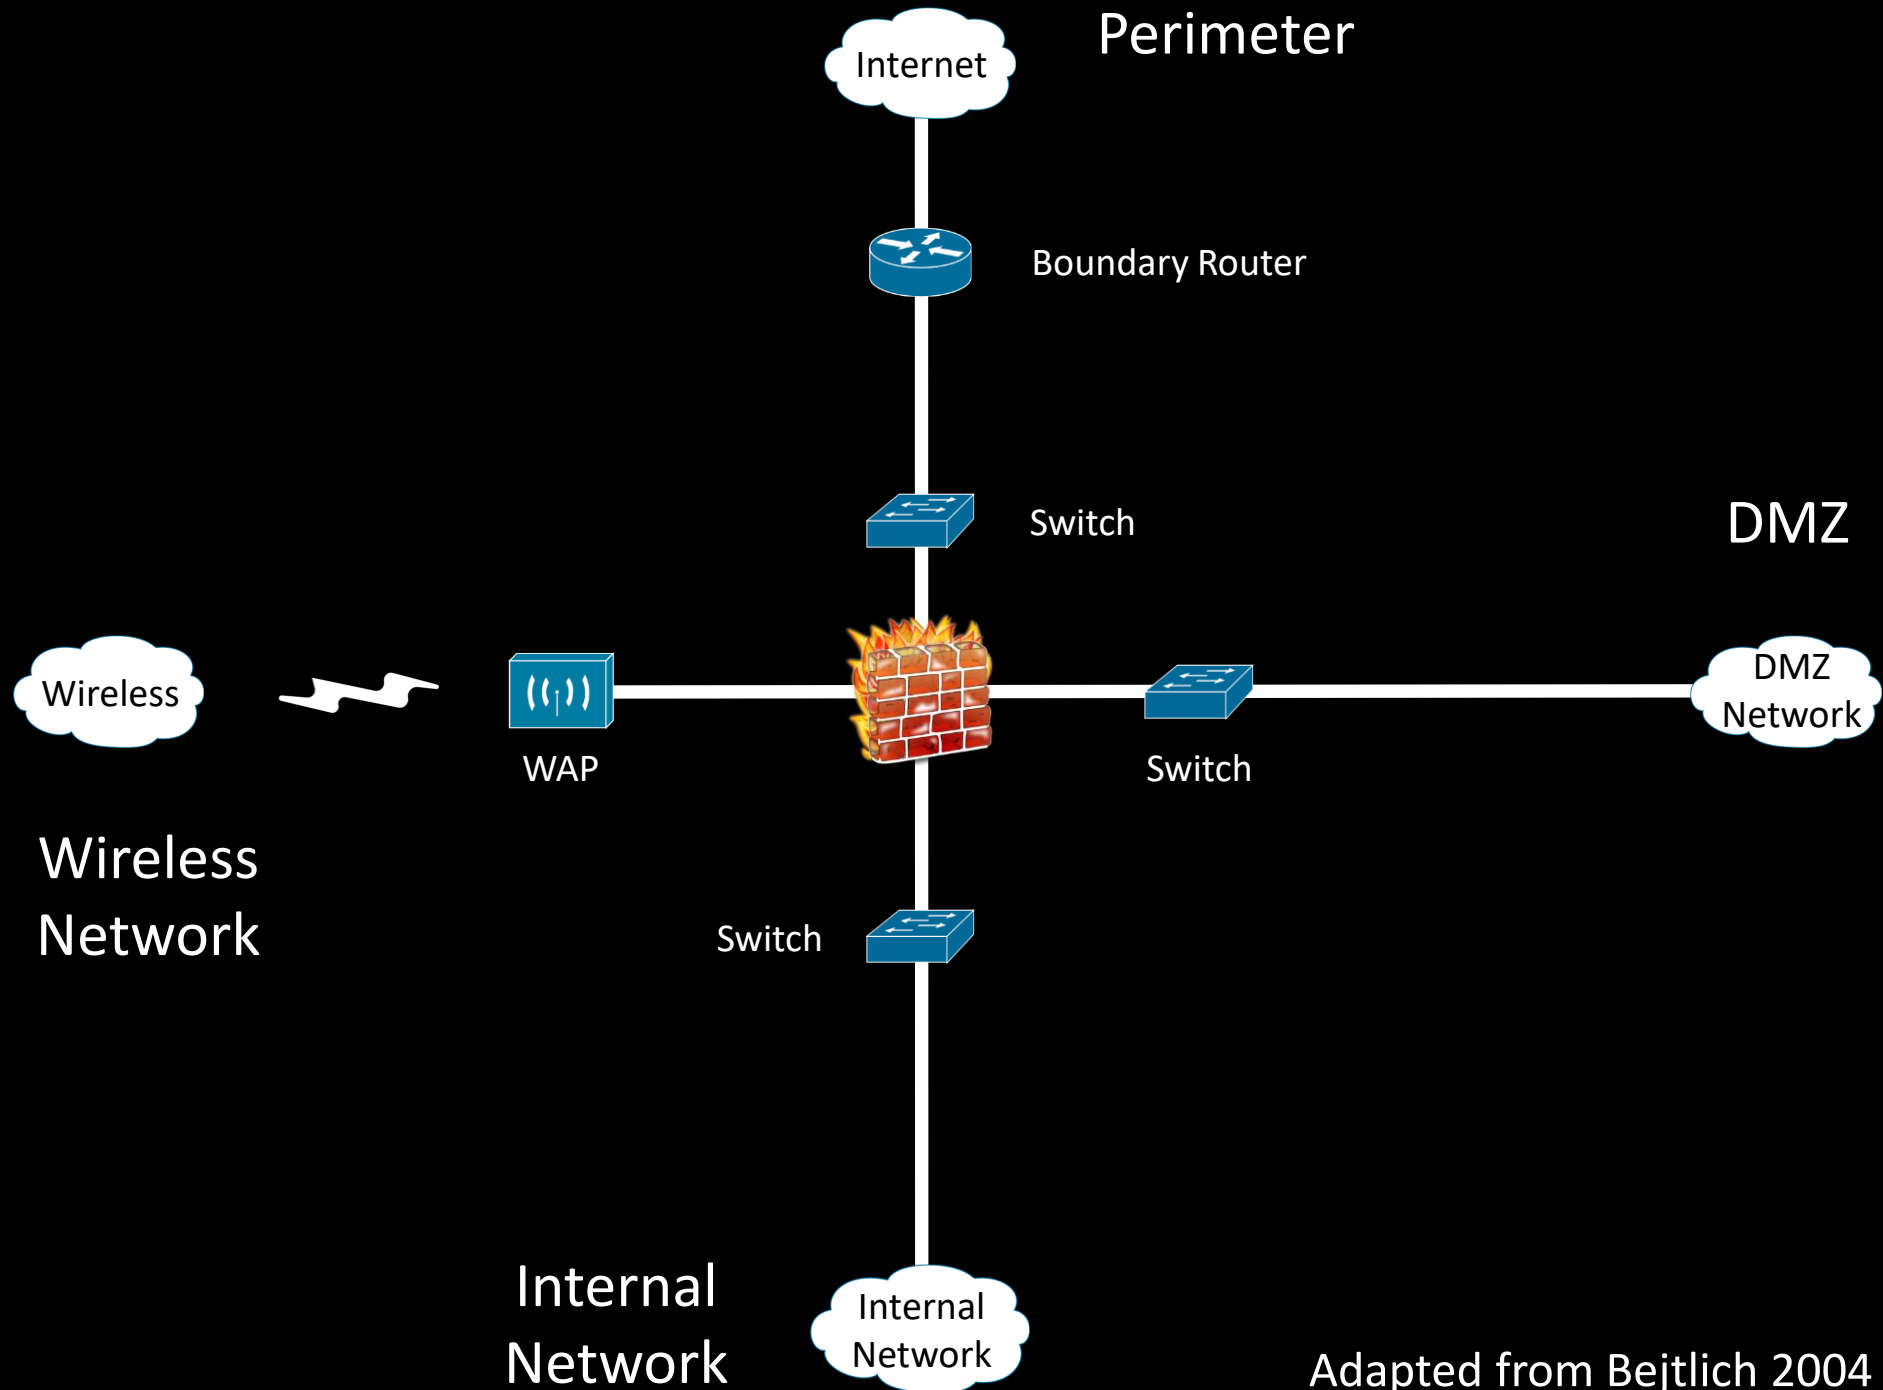 Perimeter
Internet
Boundary Router
Switch
DMZ
DMZ
Network
Wireless
WAP
Switch
Wireless
Network
Switch
Internal
Network
Internal
Network
Adapted from Bejtlich 2004